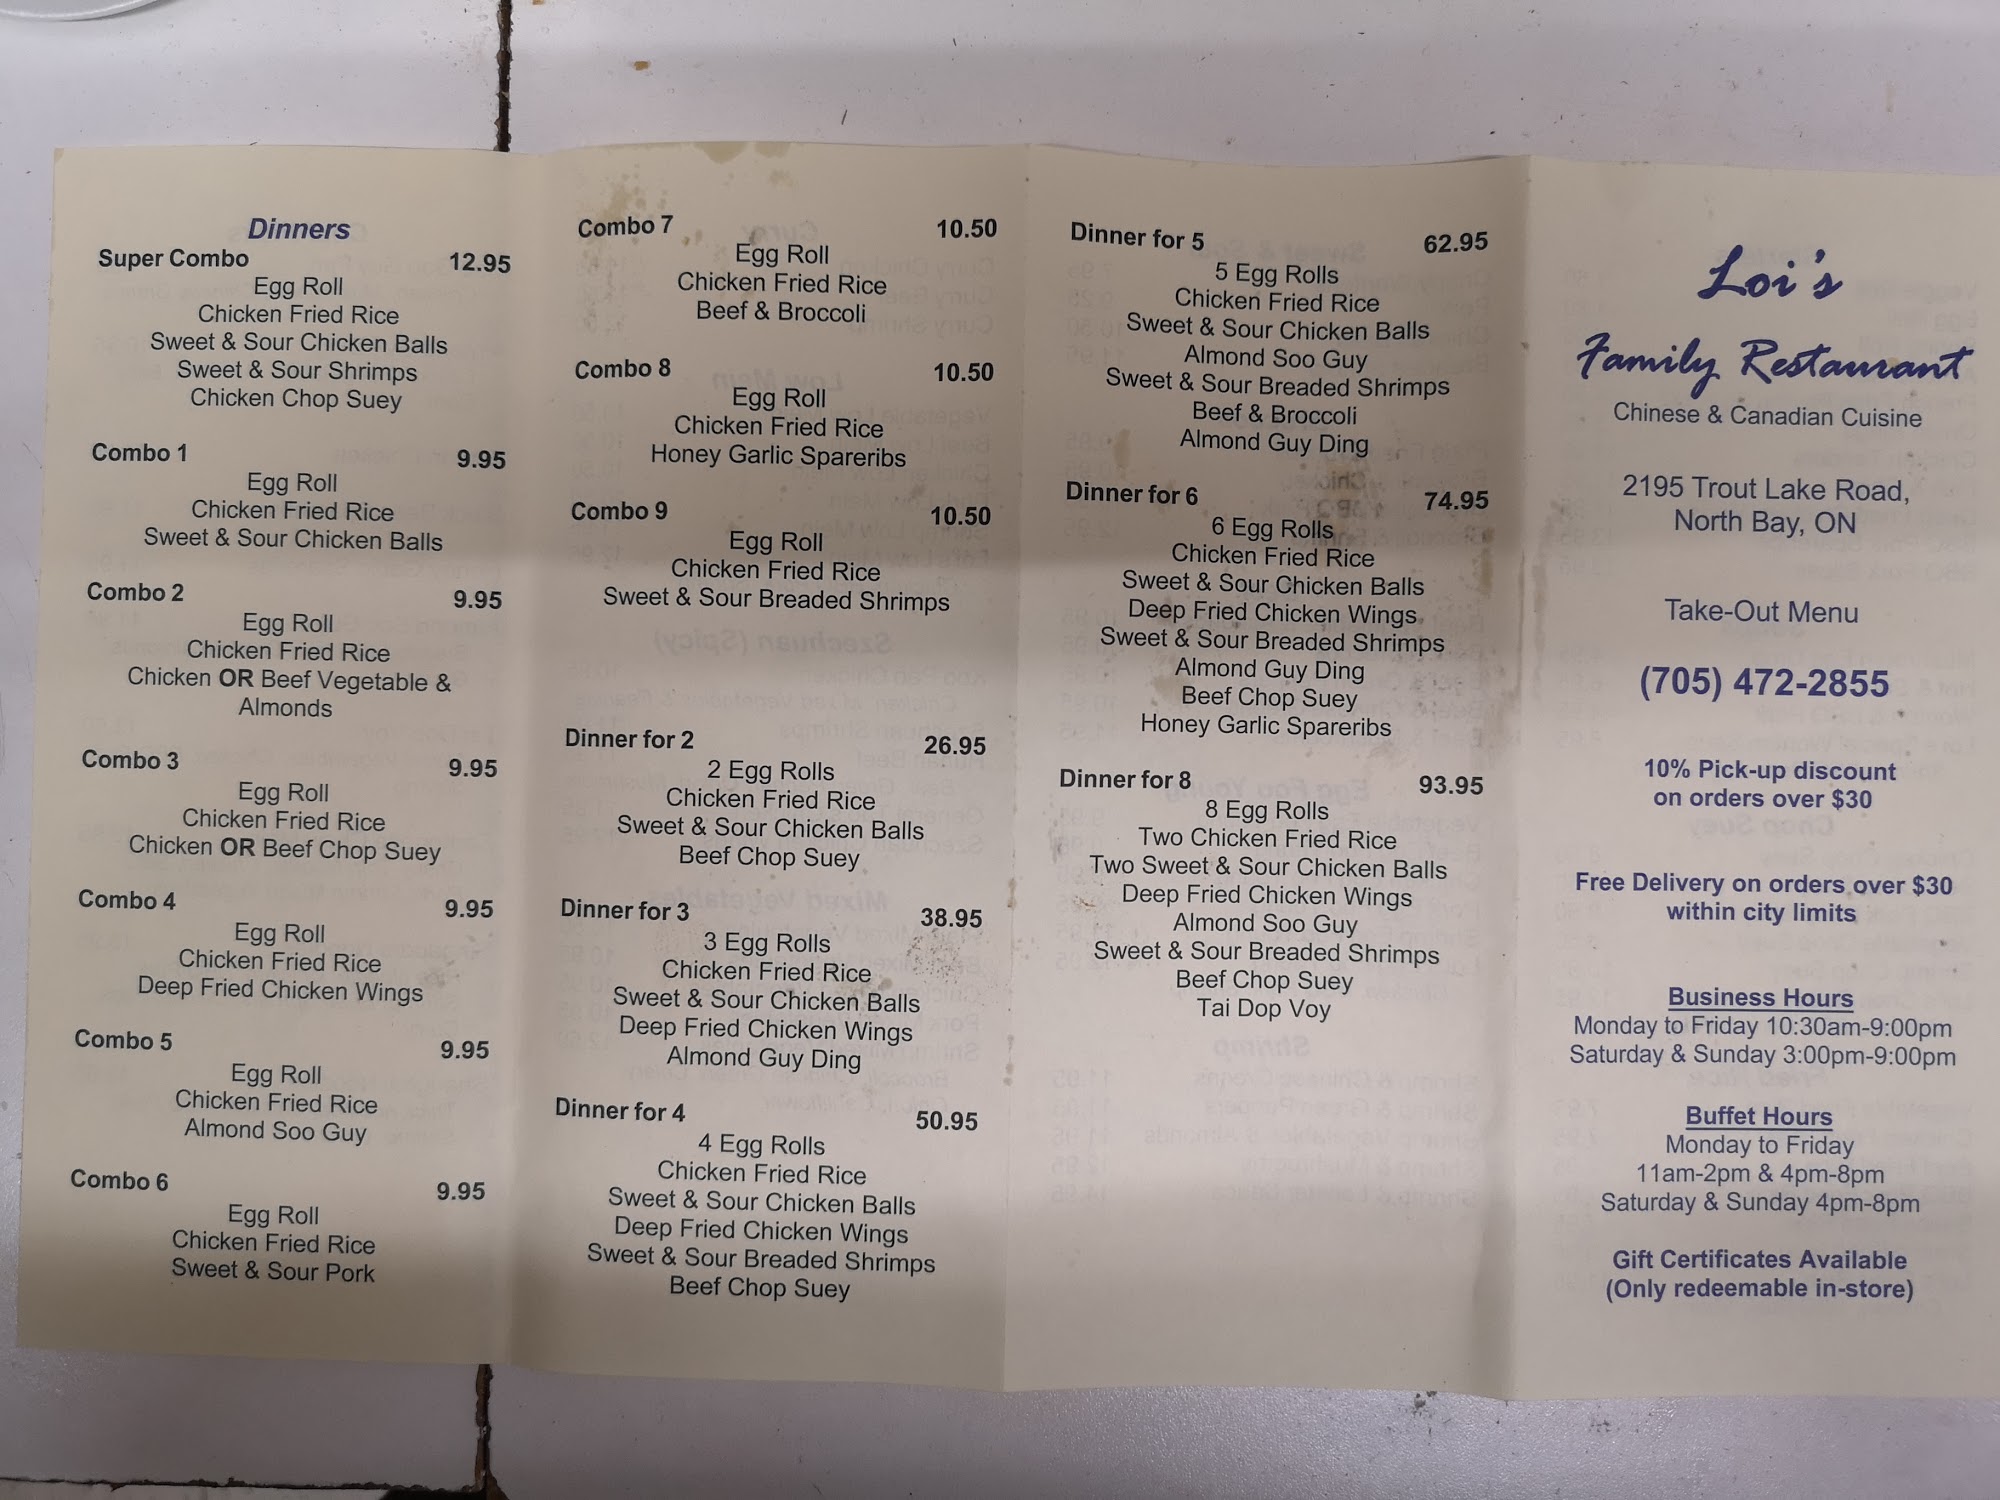 Dinners
Super Combo 12.95
Egg Roll
Chicken Fried Rice
Sweet & Sour Chicken Balls
Sweet & Sour Shrimps
Chicken Chop Suey
Combo 1 9.95
Egg Roll
Chicken Fried Rice
Sweet & Sour Chicken Balls
Combo 2 9.95
Egg Roll
Chicken Fried Rice
Chicken OR Beef Vegetable &
Almonds
Combo 3 9.95
Egg Roll
Chicken Fried Rice
Chicken OR Beef Chop Suey
Combo 4 9.95
Egg Roll
Chicken Fried Rice
Deep Fried Chicken Wings
Combo 5 9.95
Egg Roll
Chicken Fried Rice
Almond Soo Guy
Combo 6 9.95
Egg Roll
Chicken Fried Rice
Sweet & Sour Pork
Combo 7 10.50
Egg Roll
Chicken Fried Rice
Beef & Broccoli
Combo 8 10.50
Egg Roll
Chicken Fried Rice
Honey Garlic Spareribs
Combo 9 10.50
Egg Roll
Chicken Fried Rice
Sweet & Sour Breaded Shrimps
Dinner for 2 26.95
2 Egg Rolls
Chicken Fried Rice
Sweet & Sour Chicken Balls
Beef Chop Suey
Dinner for 3 38.95
3 Egg Rolls
Chicken Fried Rice
Sweet & Sour Chicken Balls
Deep Fried Chicken Wings
Almond Guy Ding
Dinner for 4 50.95
4 Egg Rolls
Chicken Fried Rice
Sweet & Sour Chicken Balls
Deep Fried Chicken Wings
Sweet & Sour Breaded Shrimps
Beef Chop Suey
Dinner for 5 62.95
5 Egg Rolls
Chicken Fried Rice
Sweet & Sour Chicken Balls
Almond Soo Guy
Sweet & Sour Breaded Shrimps
Beef & Broccoli
Almond Guy Ding
Dinner for 6 74.95
6 Egg Rolls
Chicken Fried Rice
Sweet & Sour Chicken Balls
Deep Fried Chicken Wings
Sweet & Sour Breaded Shrimps
Almond Guy Ding
Beef Chop Suey
Honey Garlic Spareribs
Dinner for 8 93.95
8 Egg Rolls
Two Chicken Fried Rice
Two Sweet & Sour Chicken Balls
Deep Fried Chicken Wings
Almond Soo Guy
Sweet & Sour Breaded Shrimps
Beef Chop Suey
Tai Dop Voy
Loi's
Family Restaurant
Chinese & Canadian Cuisine
2195 Trout Lake Road,
North Bay, ON
Take-Out Menu
(705) 472-2855
10% Pick-up discount
on orders over $30
Free Delivery on orders over $30
within city limits
Business Hours
Monday to Friday 10:30am-9:00pm
Saturday & Sunday 3:00pm-9:00pm
Buffet Hours
Monday to Friday
11am-2pm & 4pm-8pm
Saturday & Sunday 4pm-8pm
Gift Certificates Available
(Only redeemable in-store)